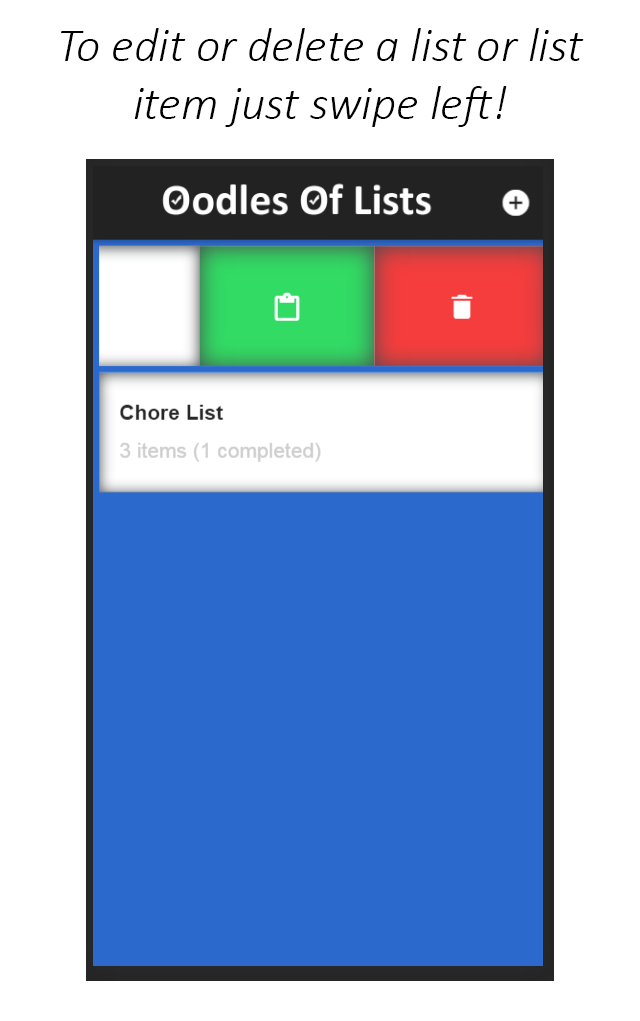 To edit or delete a list or list
item just swipe left!
Oodles Of Lists
Chore List
3 items (1 completed)